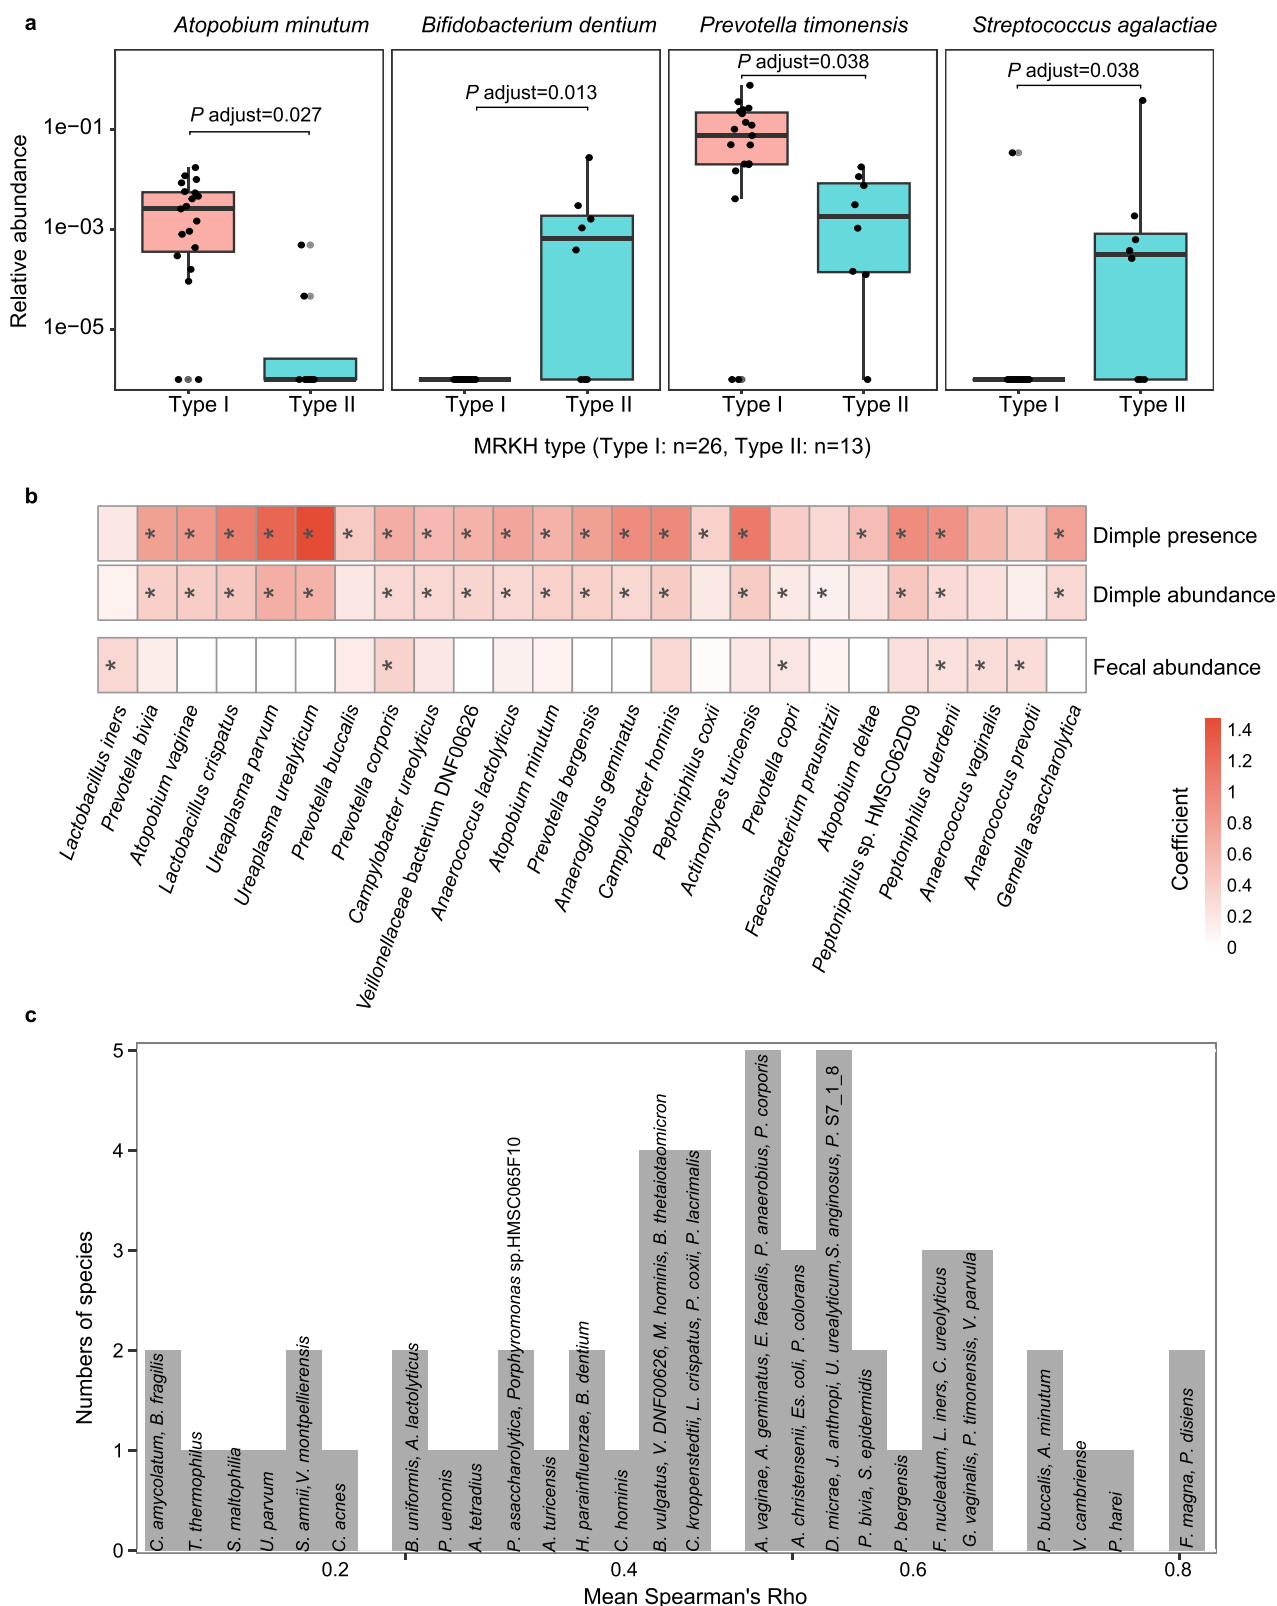 a
Atopobium minutum
Bifidobacterium dentium
Prevotella timonensis
Streptococcus agalactiae
P adjust=0.027
P adjust=0.013
P adjust=0.038
P adjust=0.038
Relative abundance
1e−01
1e−03
1e−05
Type I
Type II
Type I
Type II
Type I
Type II
Type I
Type II
MRKH type (Type I: n=26, Type II: n=13)
b
* * * * * * * * * * * * * * * * * * * *
Dimple presence
* * * * * * * * * * * * * * * * * * *
Dimple abundance
* * * * * *
Fecal abundance
Lactobacillus iners
Prevotella bivia
Atopobium vaginae
Lactobacillus crispatus
Ureaplasma parvum
Ureaplasma urealyticum
Prevotella buccalis
Prevotella corporis
Campylobacter ureolyticus
Veillonellaceae bacterium DNF00626
Anaerococcus lactolyticus
Atopobium minutum
Prevotella bergensis
Anaeroglobus geminatus
Campylobacter hominis
Peptoniphilus coxii
Actinomyces turicensis
Prevotella copri
Faecalibacterium prausnitzii
Atopobium deltae
Peptoniphilus sp. HMSC062D09
Peptoniphilus duerdenii
Anaerococcus vaginalis
Anaerococcus prevotii
Gemella asaccharolytica
Coefficient
1.4
1.2
1
0.8
0.6
0.4
0.2
0
c
Numbers of species
5
4
3
2
1
0
C. amycolatum, B. fragilis
T. thermophilus
S. maltophilia
U. parvum
S. amnii,V. montpellierensis
C. acnes
B. uniformis, A. lactolyticus
P. uenonis
A. tetradius
P. asaccharolytica, Porphyromonas sp.HMSC065F10
A. turicensis
H. parainfluenzae, B. dentium
C. hominis
B. vulgatus, V. DNF00626, M. hominis, B. thetaiotaomicron
C. kroppenstedtii, L. crispatus, P. coxii, P. lacrimalis
A. vaginae, A. geminatus, E. faecalis, P. anaerobius, P. corporis
A. christensenii, Es. coli, P. colorans
D. micrae, J. anthropi, U. urealyticum,S. anginosus, P. S7_1_8
P. bivia, S. epidermidis
P. bergensis
F. nucleatum, L. iners, C. ureolyticus
G. vaginalis, P. timonensis, V. parvula
P. buccalis, A. minutum
V. cambriense
P. harei
F. magna, P. disiens
0.2
0.4
0.6
0.8
Mean Spearman's Rho